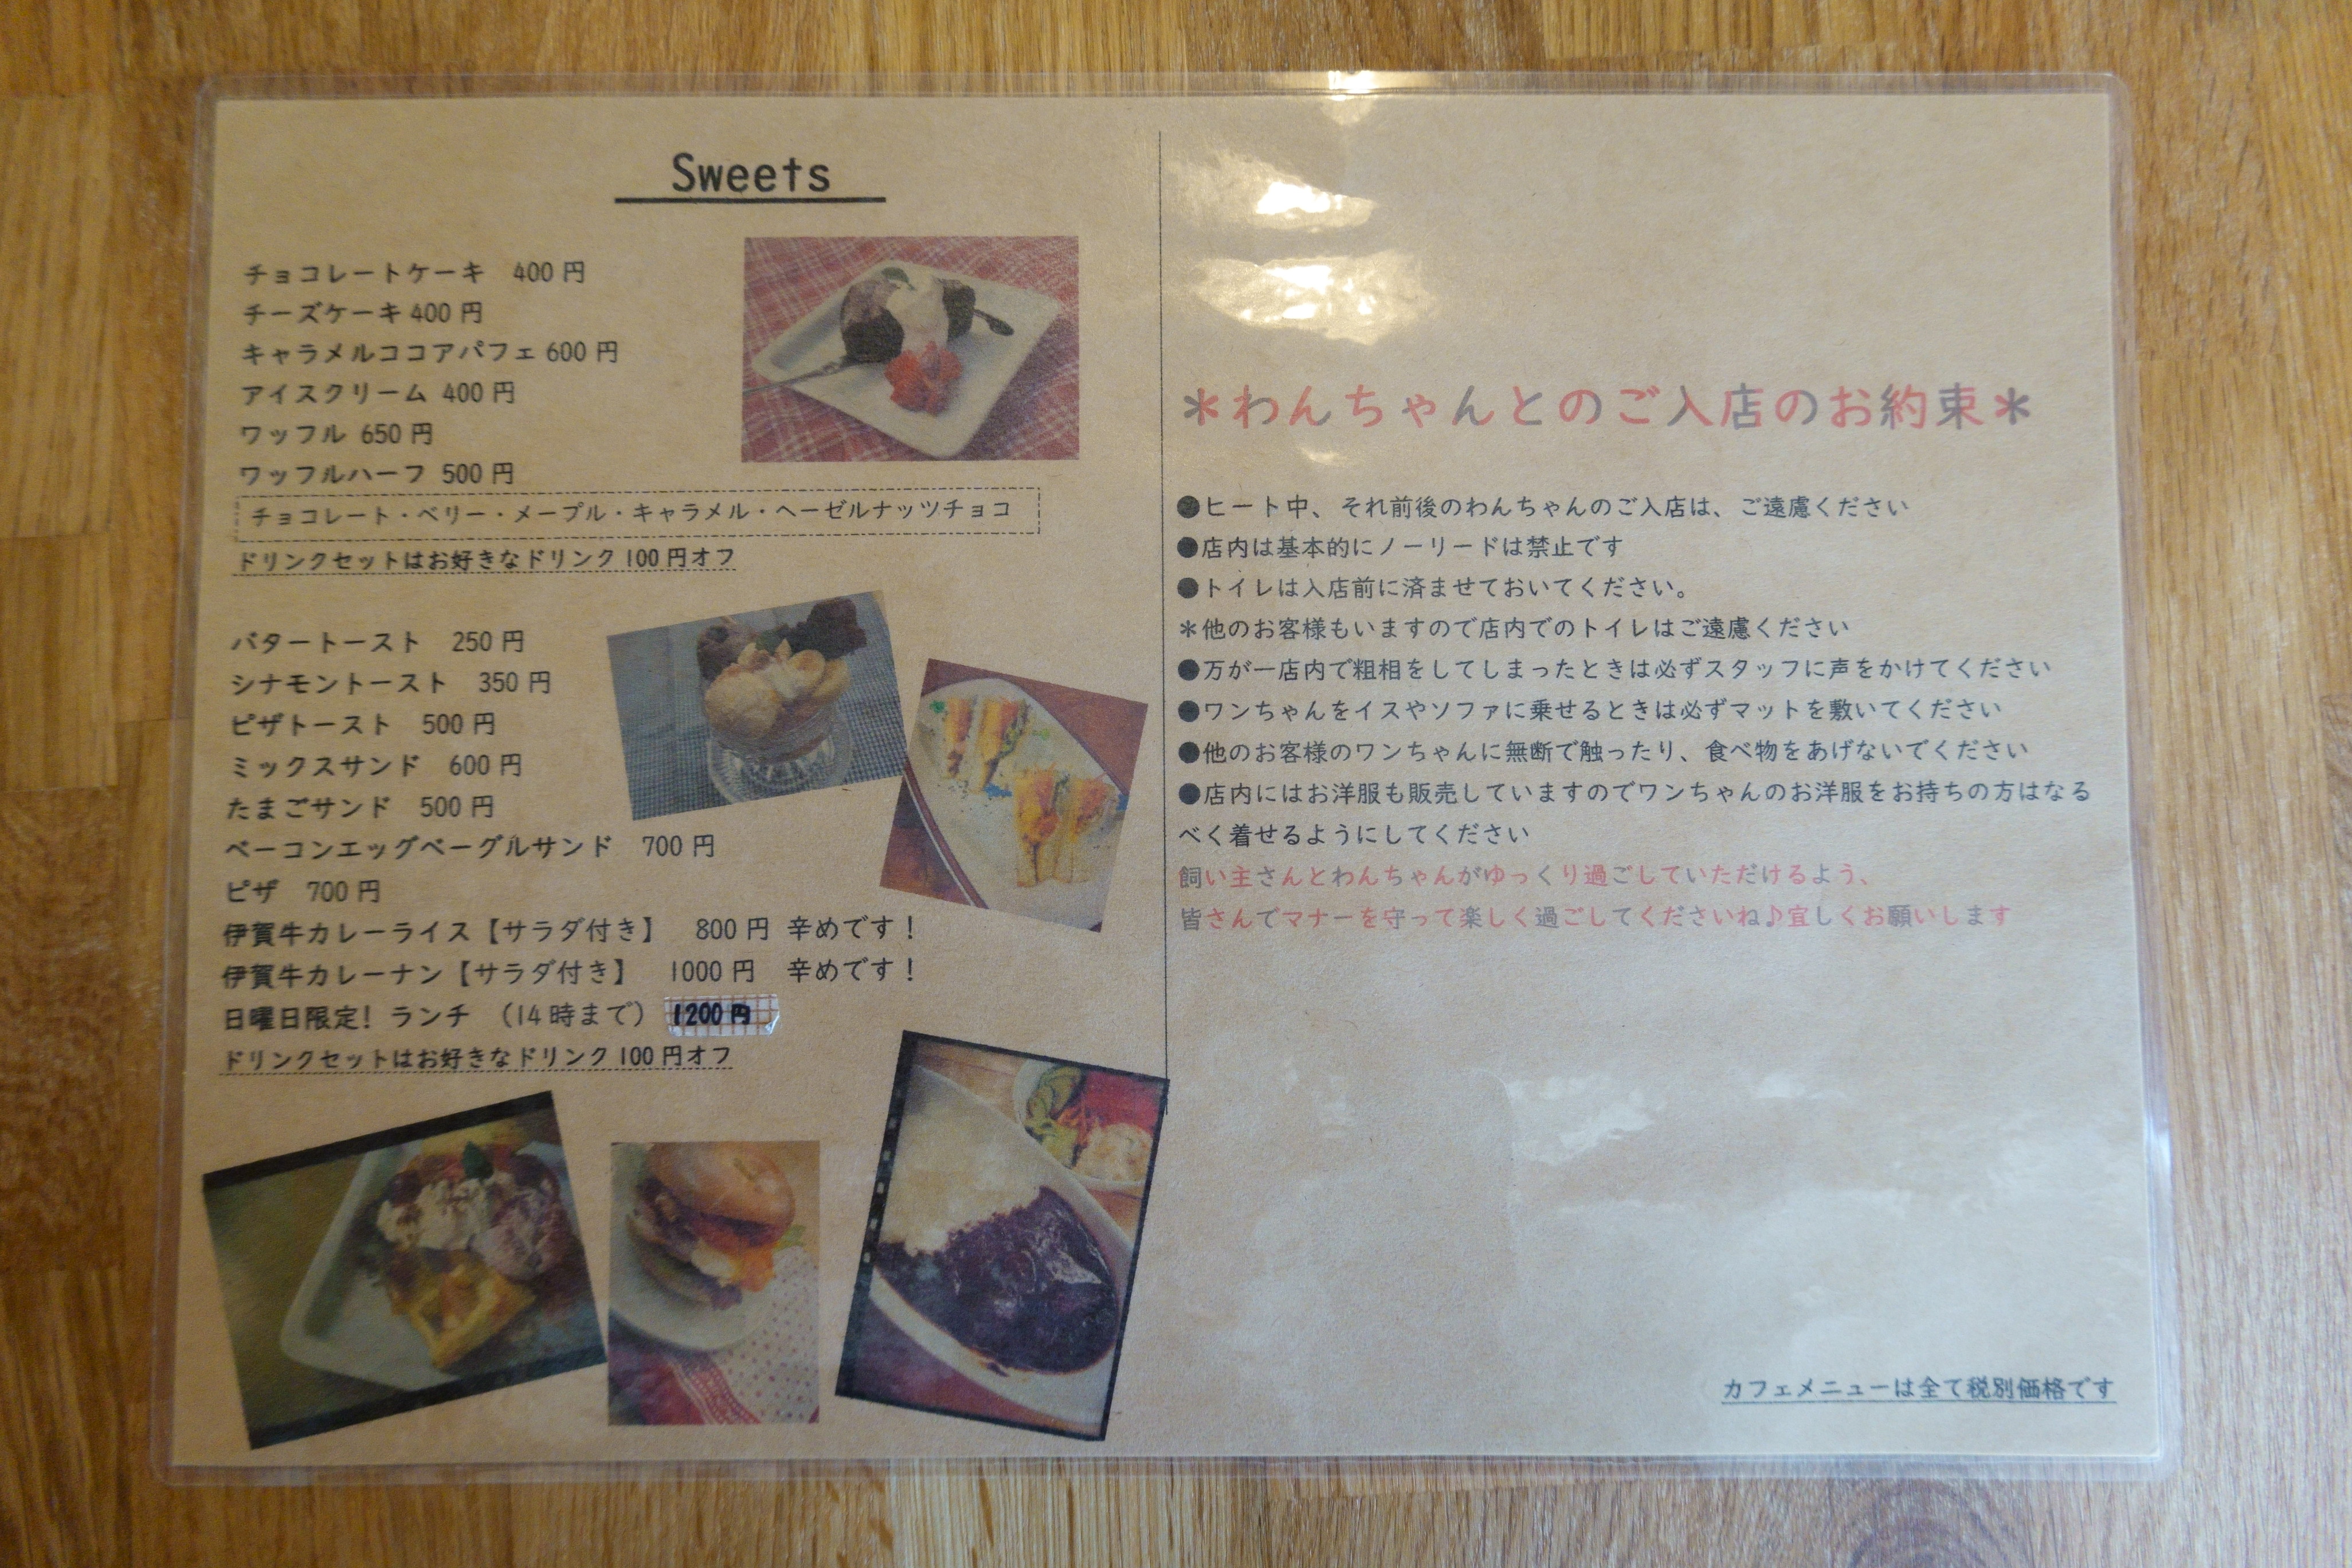 Sweets
チョコレートケーキ 400円
チーズケーキ400円
キャラメルココアパフェ600円
アイスクリーム 400円
ワッフル 650円
ワッフルハーフ 500円
チョコレート・ベリー・メープル・キャラメル・ヘーゼルナッツチョコ
ドリンクセットはお好きなドリンク100円オフ
バタートースト 250円
シナモントースト 350円
ピザトースト 500円
ミックスサンド 600円
たまごサンド 500円
ベーコンエッグベーグルサンド 700円
ピザ 700円
伊賀牛カレーライス【サラダ付き】 800円 辛めです！
伊賀牛カレーナン【サラダ付き】 1000円 辛めです！
日曜日限定! ランチ （14時まで） 1200円
ドリンクセットはお好きなドリンク100円オフ
＊わんちゃんとのご入店のお約束＊
●ヒート中、それ前後のわんちゃんのご入店は、ご遠慮ください
●店内は基本的にノーリードは禁止です
●トイレは入店前に済ませておいてください。
＊他のお客様もいますので店内でのトイレはご遠慮ください
●万が一店内で粗相をしてしまったときは必ずスタッフに声をかけてください
●ワンちゃんをイスやソファに乗せるときは必ずマットを敷いてください
●他のお客様のワンちゃんに無断で触ったり、食べ物をあげないでください
●店内にはお洋服も販売していますのでワンちゃんのお洋服をお持ちの方はなる
べく着せるようにしてください
飼い主さんとわんちゃんがゆっくり過ごしていただけるよう、
皆さんでマナーを守って楽しく過ごしてくださいね♪宜しくお願いします
カフェメニューは全て税別価格です